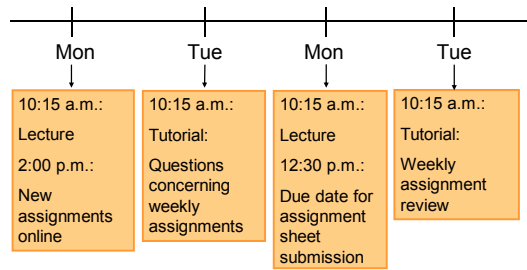 Mon
Tue
Mon
Tue
10:15 a.m.:
Lecture
2:00 p.m.:
New
assignments
online
10:15 a.m.:
Tutorial:
Questions
concerning
weekly
assignments
10:15 a.m.:
Lecture
12:30 p.m.:
Due date for
assignment
sheet
submission
10:15 a.m.:
Tutorial:
Weekly
assignment
review